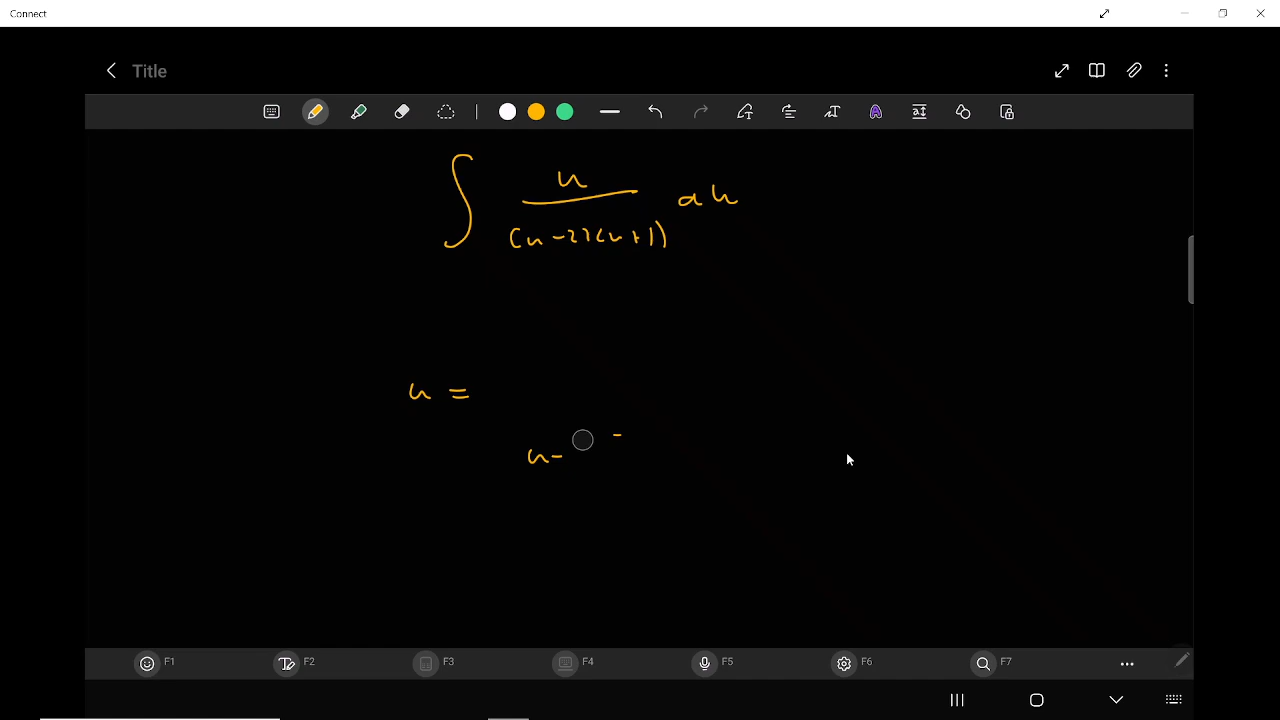 Connect
Title
∫ u / (u-2)(u+1) du
u =
u- -
F1 F2 F3 F4 F5 F6 F7